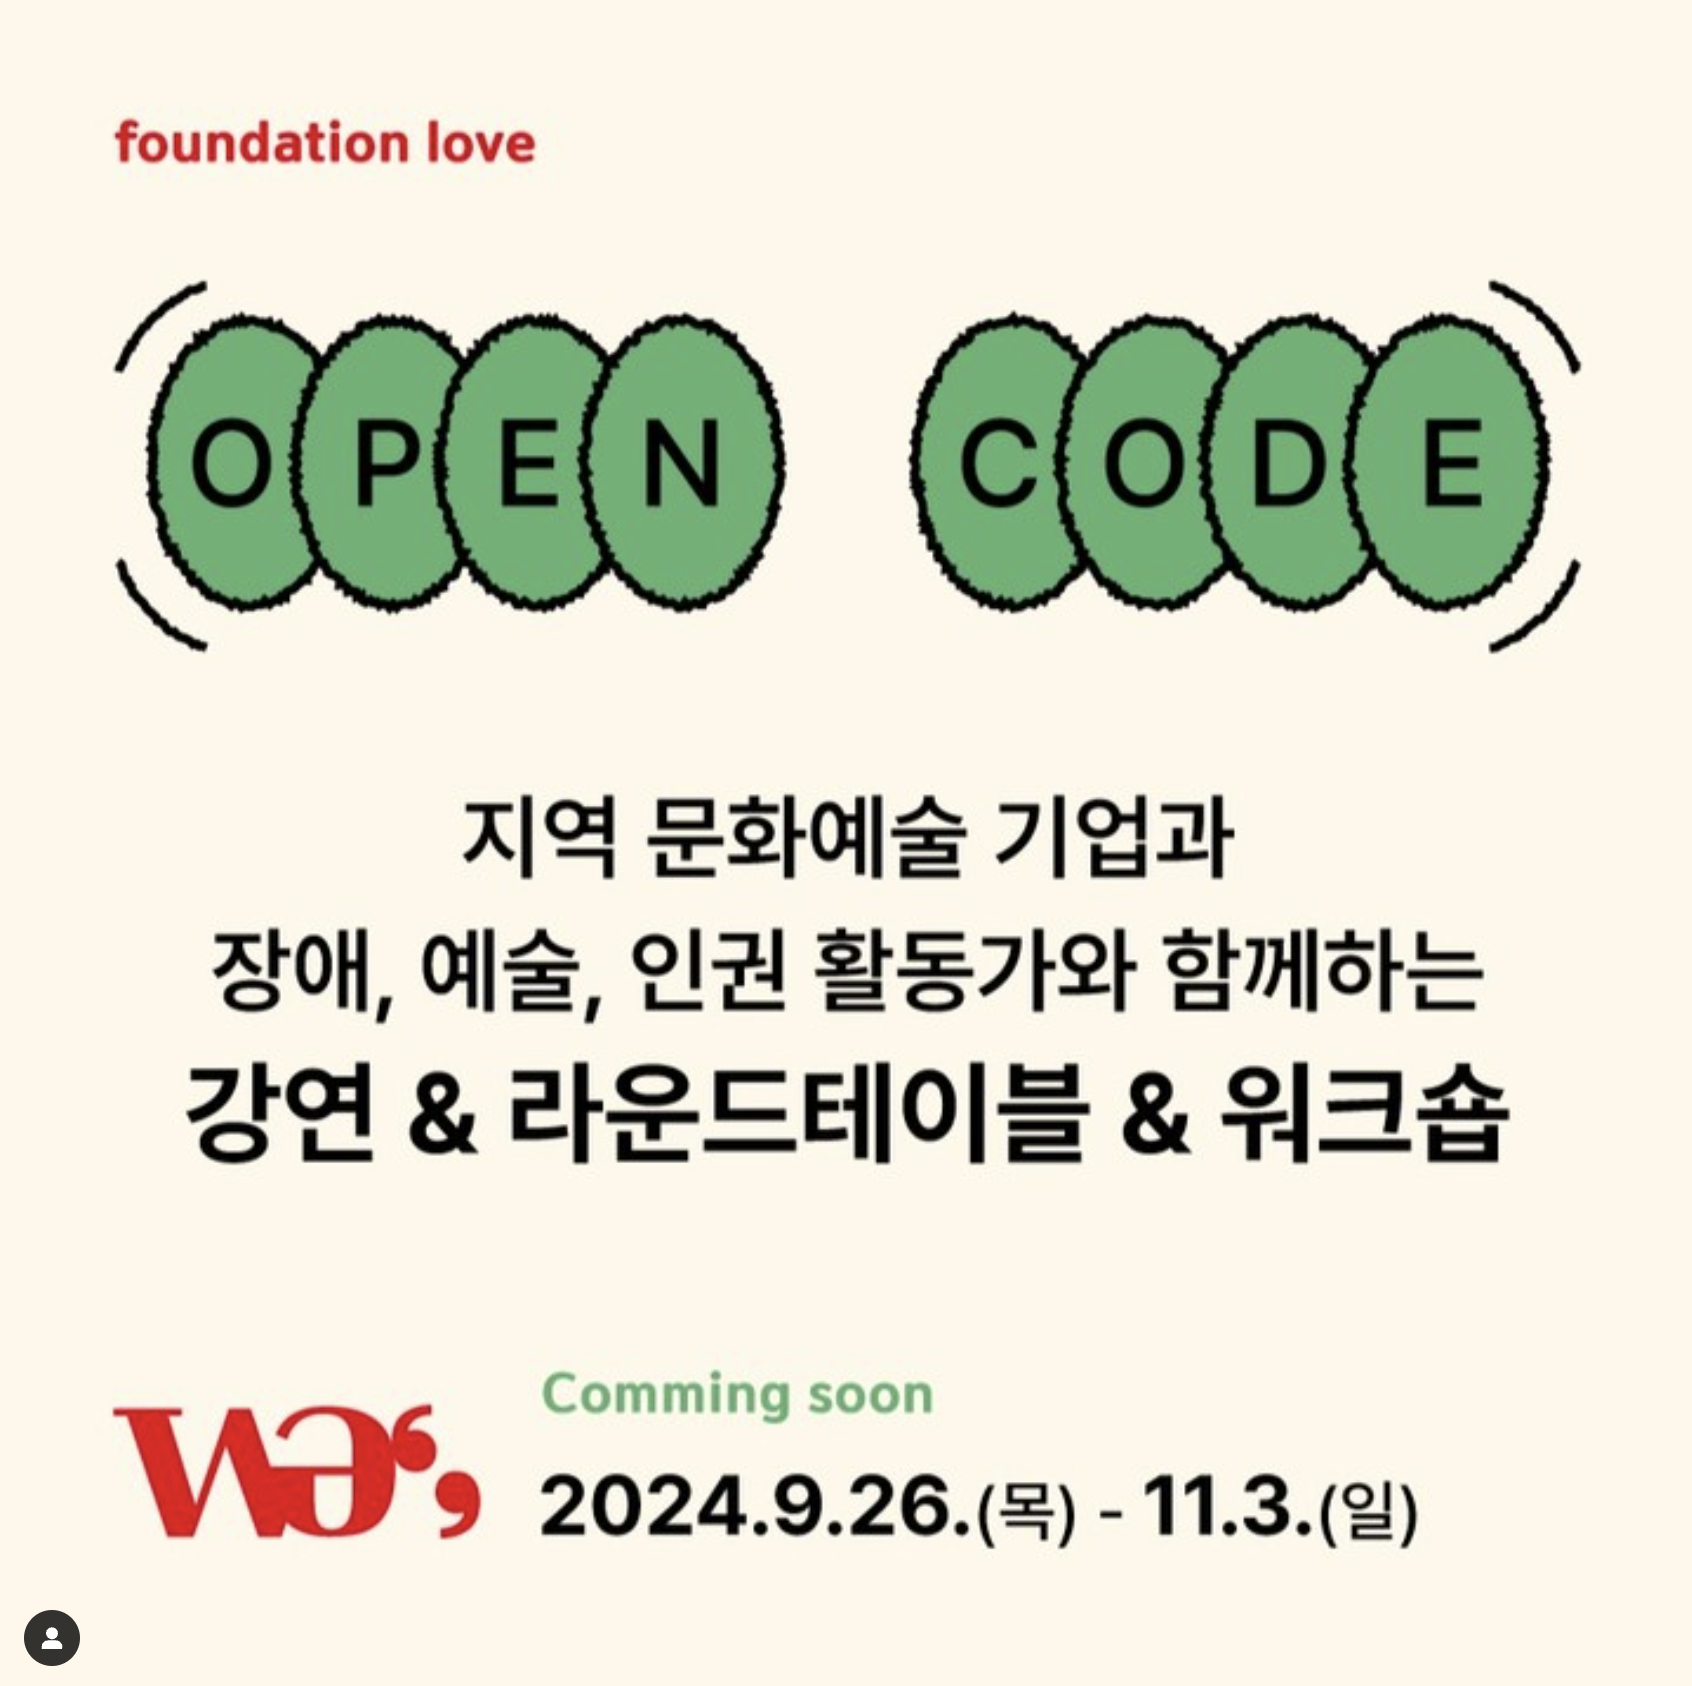 foundation love
OPEN CODE
지역 문화예술 기업과
장애, 예술, 인권 활동가와 함께하는
강연 & 라운드테이블 & 워크숍
Comming soon
2024.9.26.(목) - 11.3.(일)